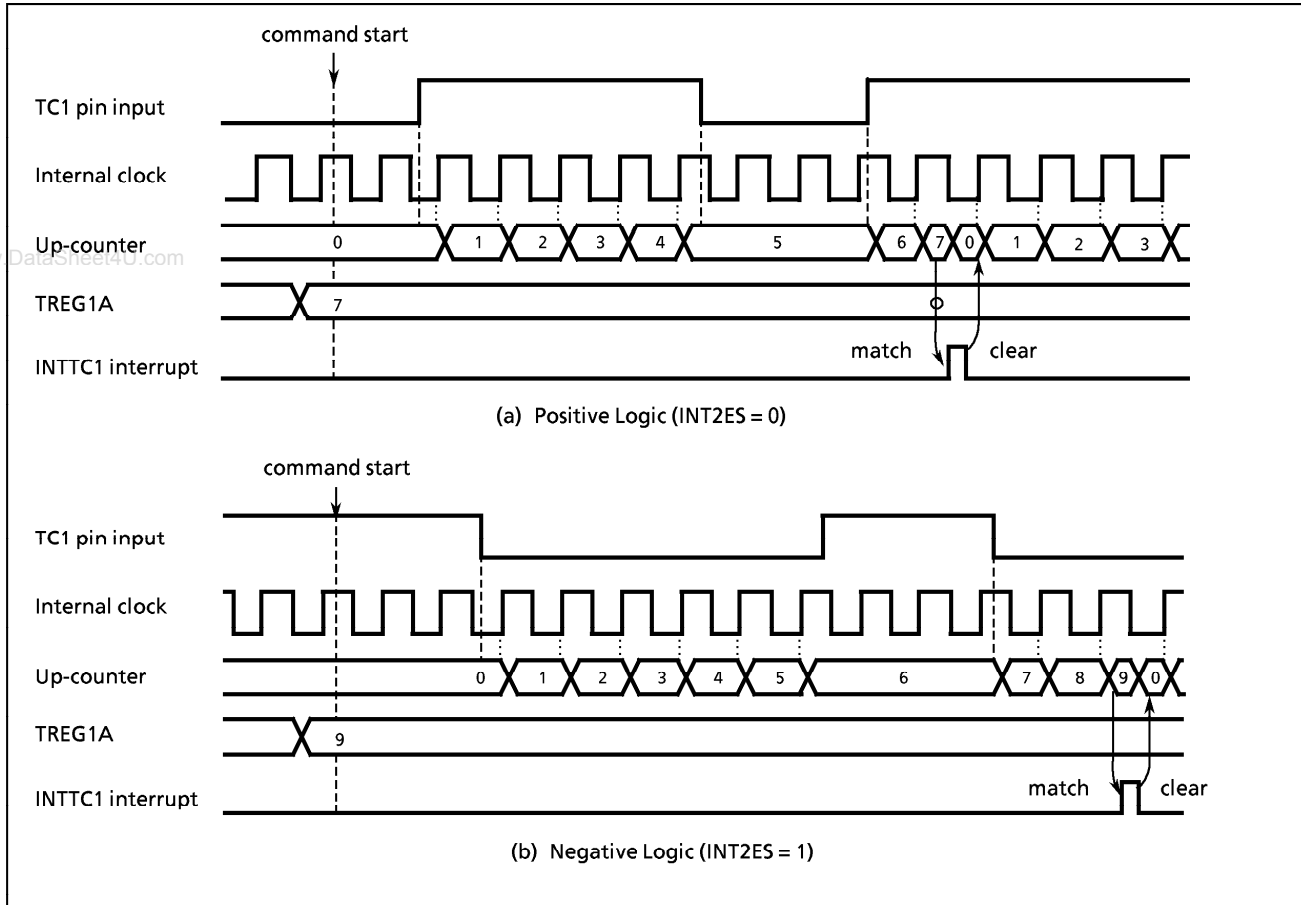 command start
TC1 pin input
Internal clock
Up-counter 0 1 2 3 4 5 6 7 0 1 2 3
.DataSheet4U.com
TREG1A 7
match clear
INTTC1 interrupt
(a) Positive Logic (INT2ES = 0)
command start
TC1 pin input
Internal clock
Up-counter 0 1 2 3 4 5 6 7 8 9 0
TREG1A 9
match clear
INTTC1 interrupt
(b) Negative Logic (INT2ES = 1)